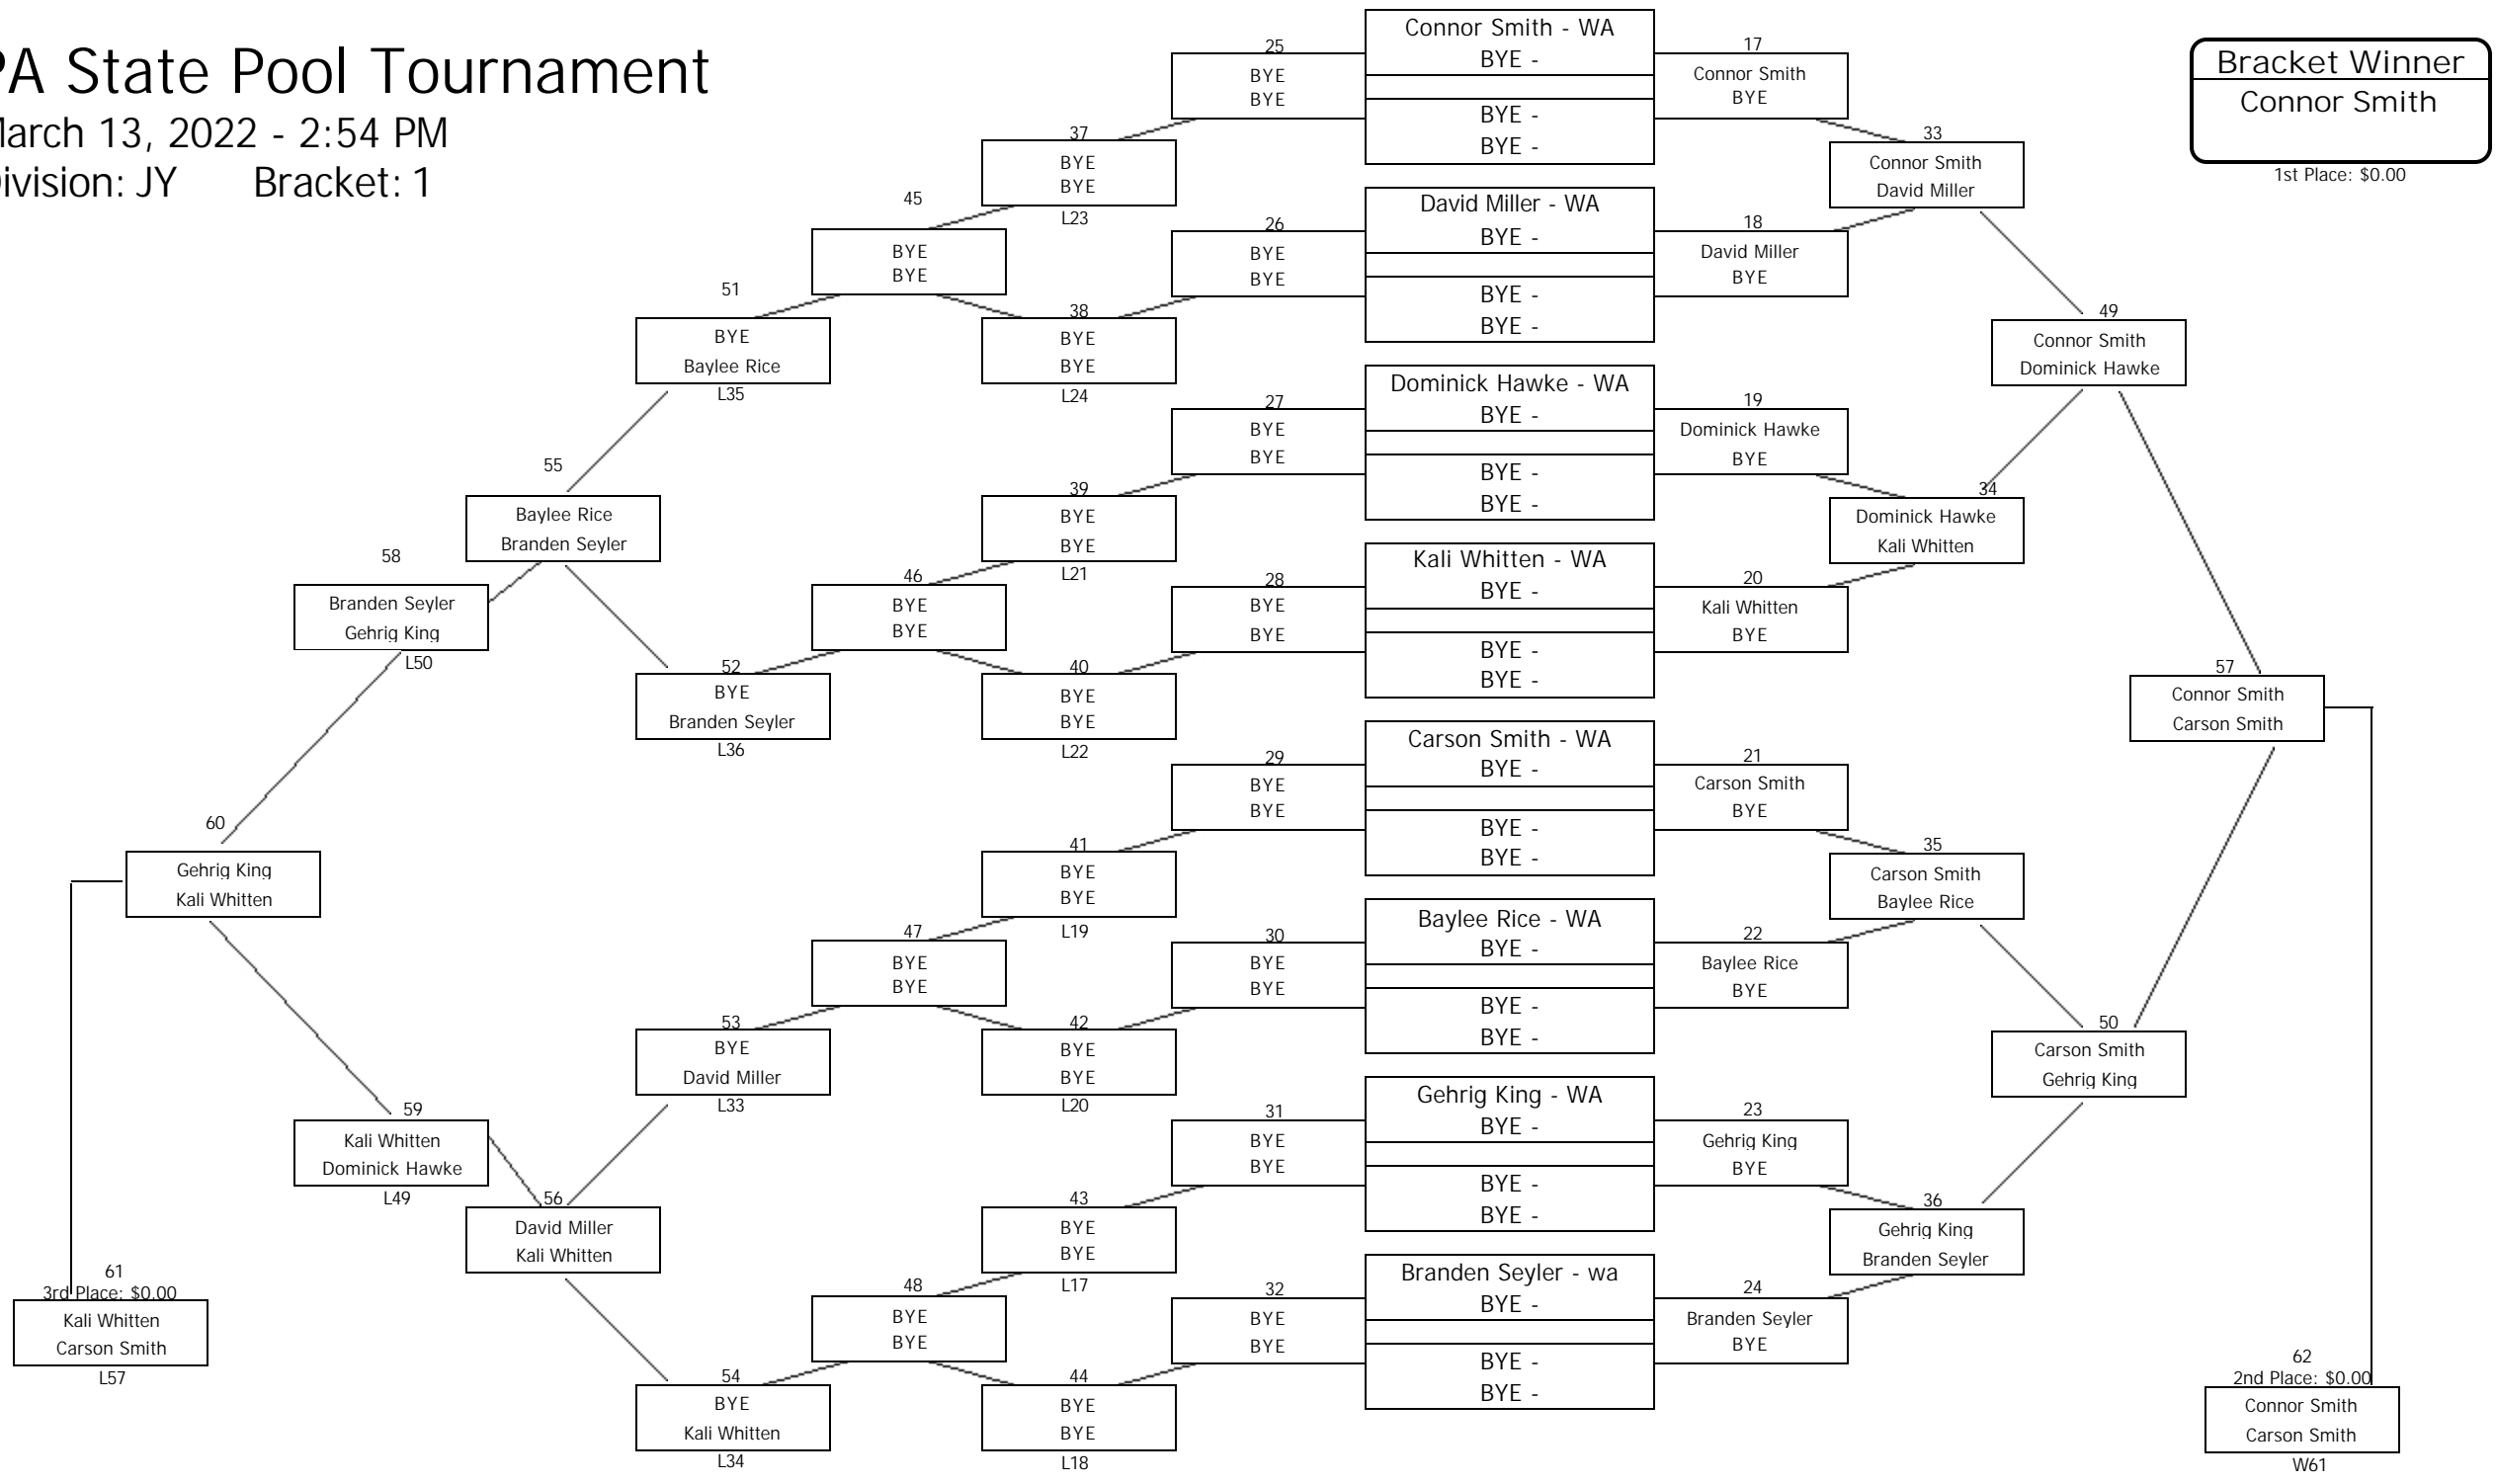 PA State Pool Tournament
March 13, 2022 - 2:54 PM
Division: JY Bracket: 1
Bracket Winner
Connor Smith
1st Place: $0.00
61
3rd Place: $0.00
Kali Whitten
Carson Smith
L57
60
Gehrig King
Kali Whitten
58
Branden Seyler
Gehrig King
L50
59
Kali Whitten
Dominick Hawke
L49
55
Baylee Rice
Branden Seyler
56
David Miller
Kali Whitten
51
BYE
Baylee Rice
L35
52
BYE
Branden Seyler
L36
53
BYE
David Miller
L33
54
BYE
Kali Whitten
L34
45
BYE
BYE
46
BYE
BYE
47
BYE
BYE
48
BYE
BYE
37
BYE
BYE
L23
38
BYE
BYE
L24
39
BYE
BYE
L21
40
BYE
BYE
L22
41
BYE
BYE
L19
42
BYE
BYE
L20
43
BYE
BYE
L17
44
BYE
BYE
L18
25
BYE
BYE
26
BYE
BYE
27
BYE
BYE
28
BYE
BYE
29
BYE
BYE
30
BYE
BYE
31
BYE
BYE
32
BYE
BYE
Connor Smith - WA
BYE -
BYE -
BYE -
David Miller - WA
BYE -
BYE -
BYE -
Dominick Hawke - WA
BYE -
BYE -
BYE -
Kali Whitten - WA
BYE -
BYE -
BYE -
Carson Smith - WA
BYE -
BYE -
BYE -
Baylee Rice - WA
BYE -
BYE -
BYE -
Gehrig King - WA
BYE -
BYE -
BYE -
Branden Seyler - wa
BYE -
BYE -
BYE -
17
Connor Smith
BYE
18
David Miller
BYE
19
Dominick Hawke
BYE
20
Kali Whitten
BYE
21
Carson Smith
BYE
22
Baylee Rice
BYE
23
Gehrig King
BYE
24
Branden Seyler
BYE
33
Connor Smith
David Miller
34
Dominick Hawke
Kali Whitten
35
Carson Smith
Baylee Rice
36
Gehrig King
Branden Seyler
49
Connor Smith
Dominick Hawke
50
Carson Smith
Gehrig King
57
Connor Smith
Carson Smith
62
2nd Place: $0.00
Connor Smith
Carson Smith
W61